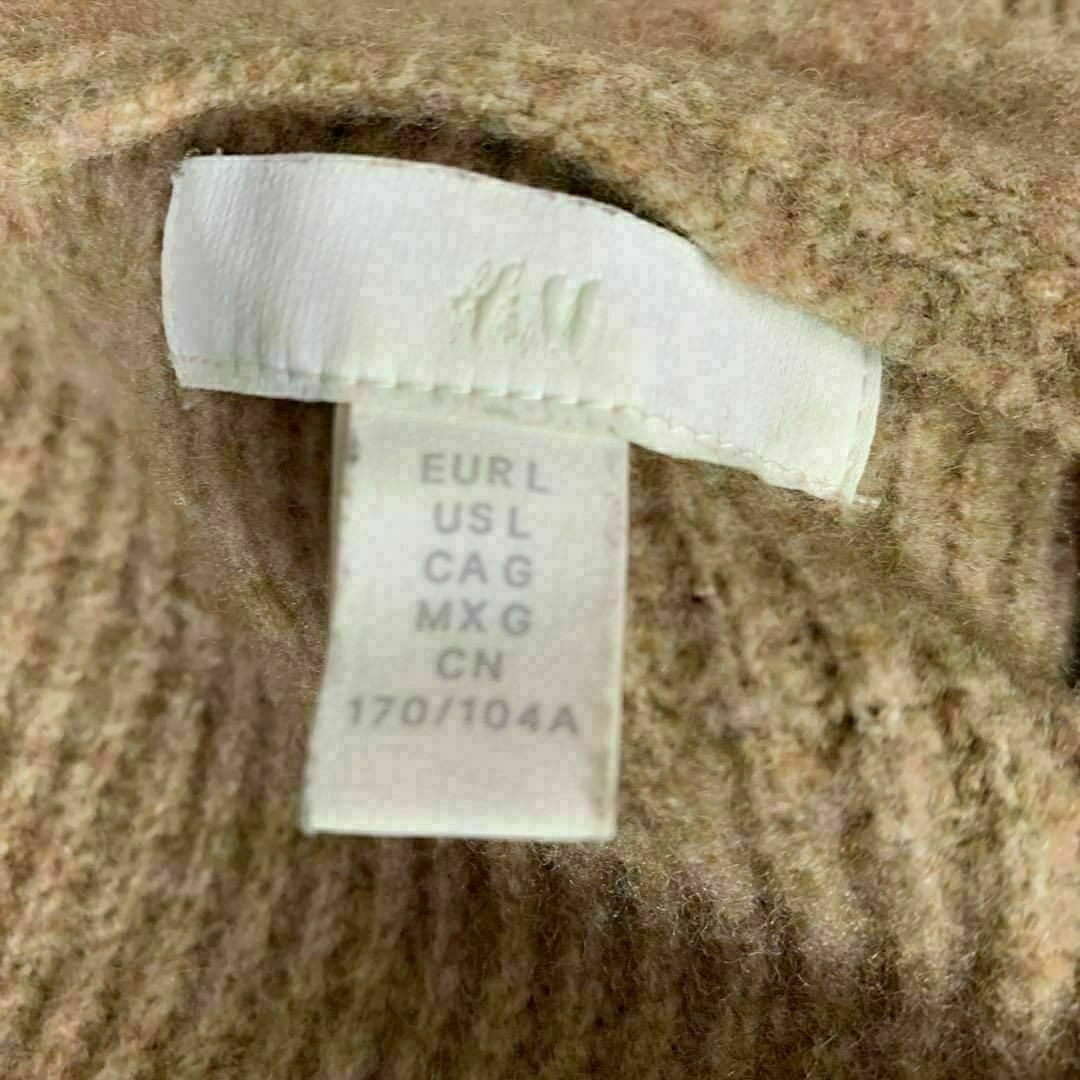 H&M
EUR L
US L
CA G
MX G
CN
170/104A